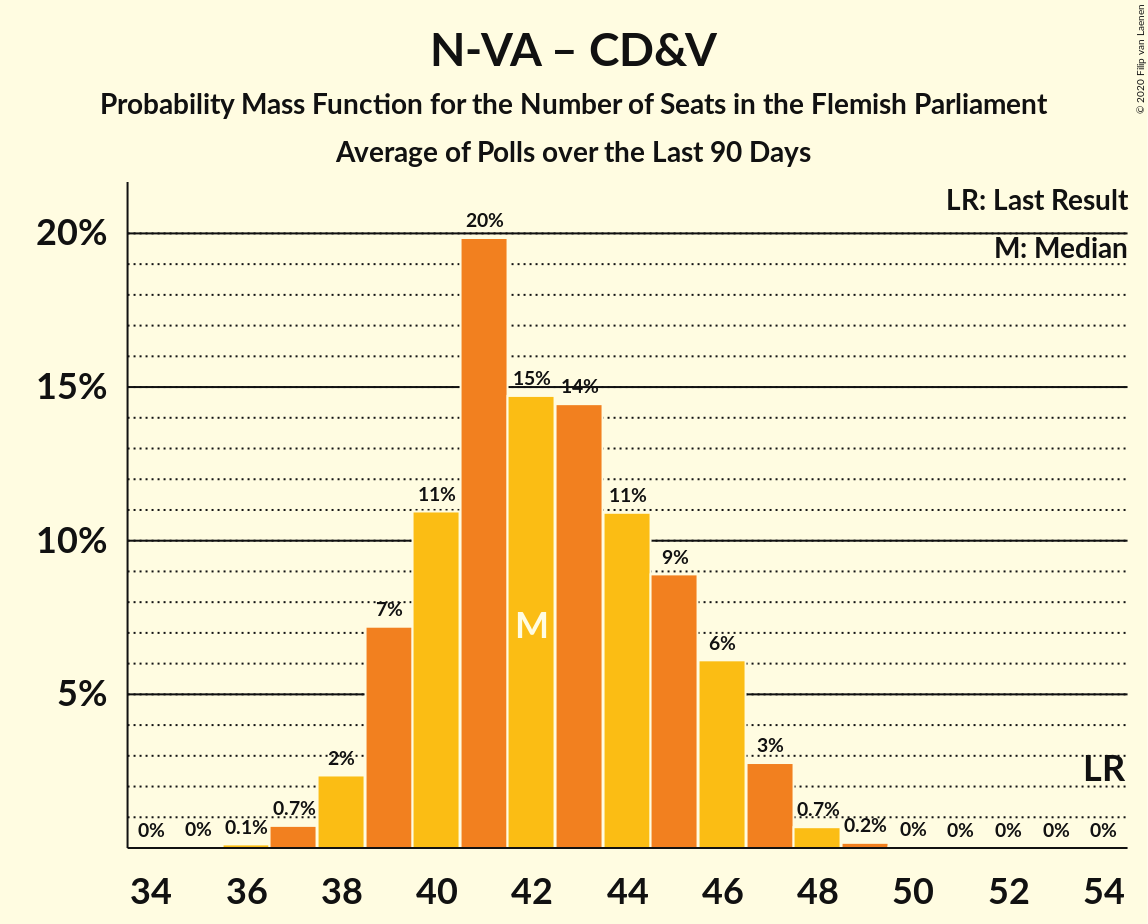 N-VA – CD&V
Probability Mass Function for the Number of Seats in the Flemish Parliament
Average of Polls over the Last 90 Days
© 2020 Filip van Laenen
LR: Last Result
M: Median
20%
15%
10%
5%
0%
0%
0.1%
0.7%
2%
7%
11%
20%
15%
14%
11%
9%
6%
3%
0.7%
0.2%
0%
0%
0%
0%
0%
M
LR
34 36 38 40 42 44 46 48 50 52 54